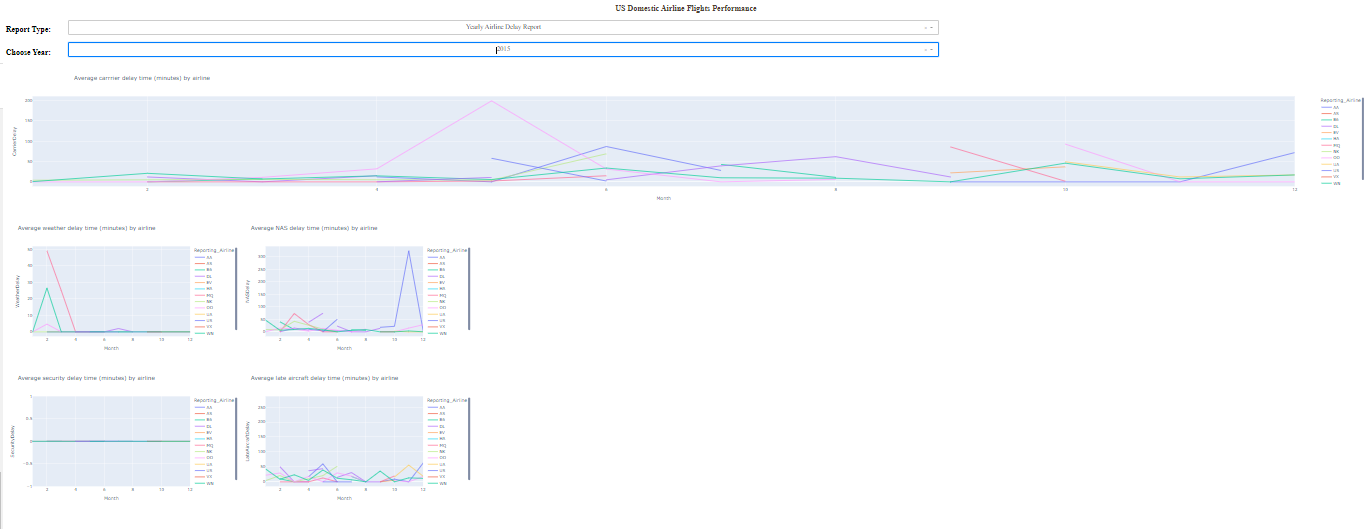 US Domestic Airline Flights Performance
Report Type:
Yearly Airline Delay Report
Choose Year:
2015
Average carrrier delay time (minutes) by airline
CarrierDelay
200
150
100
50
0
2
4
6
8
10
12
Month
Reporting_Airline
AA
AS
B6
DL
EV
HA
MQ
NK
OO
UA
US
VX
WN
Average weather delay time (minutes) by airline
WeatherDelay
50
40
30
20
10
0
2
4
6
8
10
12
Month
Reporting_Airline
AA
AS
B6
DL
EV
HA
MQ
NK
OO
UA
US
VX
WN
Average NAS delay time (minutes) by airline
NASDelay
300
250
200
150
100
50
0
2
4
6
8
10
12
Month
Reporting_Airline
AA
AS
B6
DL
EV
HA
MQ
NK
OO
UA
US
VX
WN
Average security delay time (minutes) by airline
SecurityDelay
1
0.5
0
−0.5
−1
2
4
6
8
10
12
Month
Reporting_Airline
AA
AS
B6
DL
EV
HA
MQ
NK
OO
UA
US
VX
WN
Average late aircraft delay time (minutes) by airline
LateAircraftDelay
250
200
150
100
50
0
2
4
6
8
10
12
Month
Reporting_Airline
AA
AS
B6
DL
EV
HA
MQ
NK
OO
UA
US
VX
WN